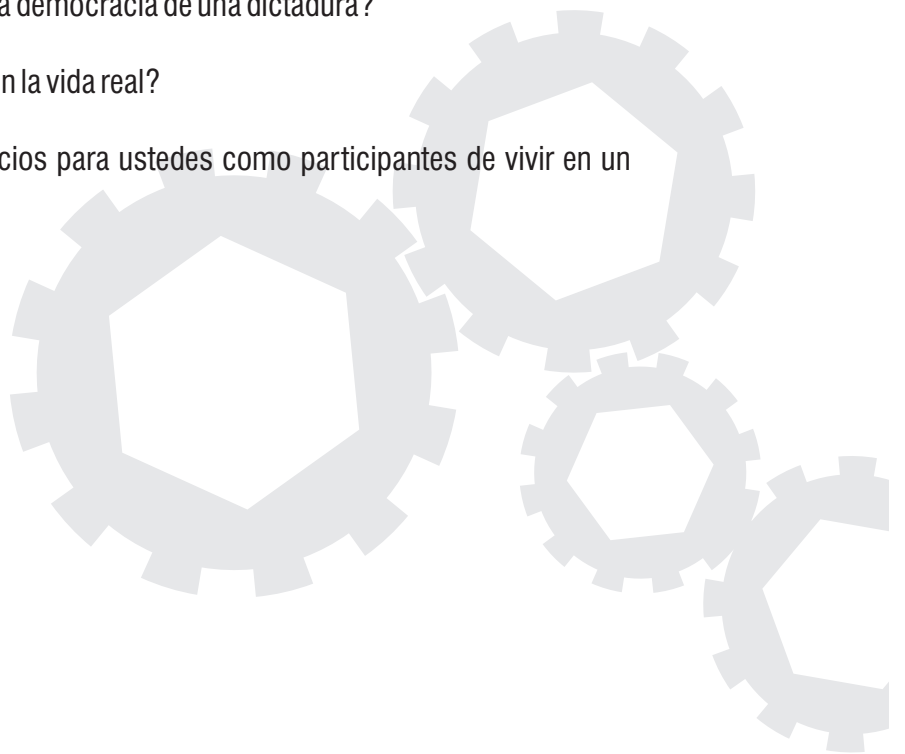 a democracia de una dictadura?
n la vida real?
cios para ustedes como participantes de vivir en un